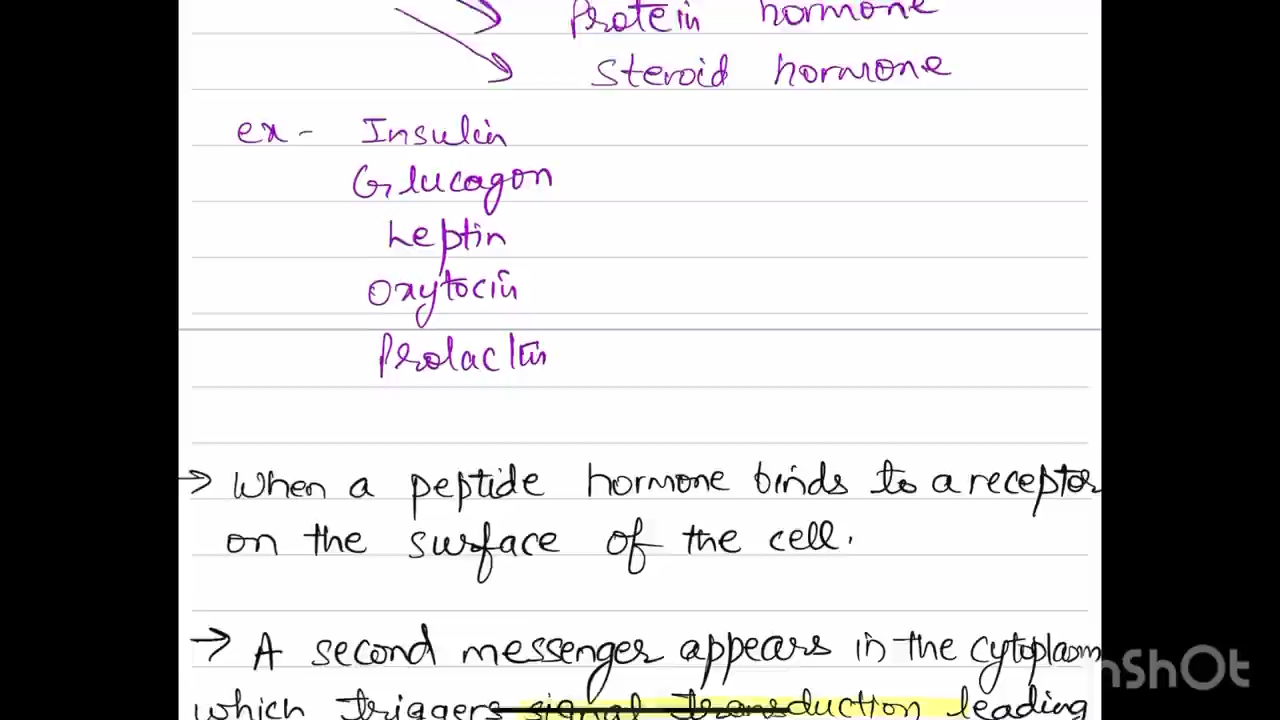 Protein hormone
Steroid hormone
ex - Insulin
Glucagon
Leptin
Oxytocin
Prolactin
→ When a peptide hormone binds to a receptor
on the surface of the cell.
→ A second messenger appears in the cytoplasm
which triggers signal transduction leading
nShOt